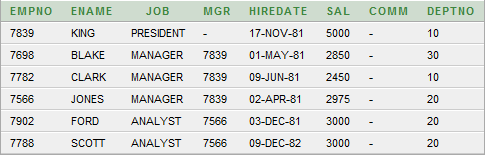 EMPNO ENAME JOB MGR HIREDATE SAL COMM DEPTNO
7839 KING PRESIDENT - 17-NOV-81 5000 - 10
7698 BLAKE MANAGER 7839 01-MAY-81 2850 - 30
7782 CLARK MANAGER 7839 09-JUN-81 2450 - 10
7566 JONES MANAGER 7839 02-APR-81 2975 - 20
7902 FORD ANALYST 7566 03-DEC-81 3000 - 20
7788 SCOTT ANALYST 7566 09-DEC-82 3000 - 20